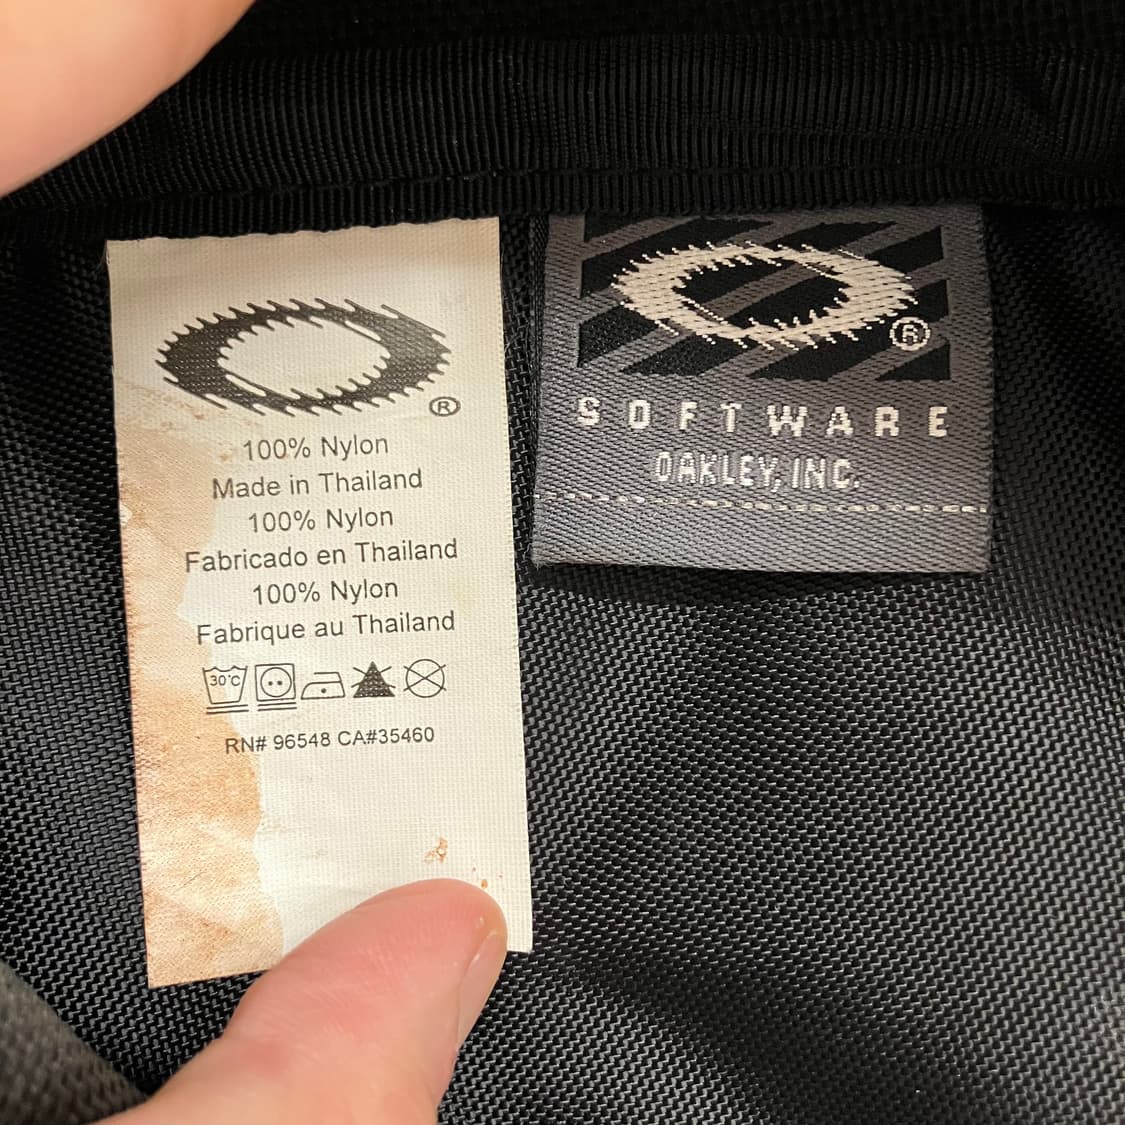 ®
100% Nylon
Made in Thailand
100% Nylon
Fabricado en Thailand
100% Nylon
Fabrique au Thailand
30°C
RN# 96548 CA#35460
®
SOFTWARE
OAKLEY, INC.